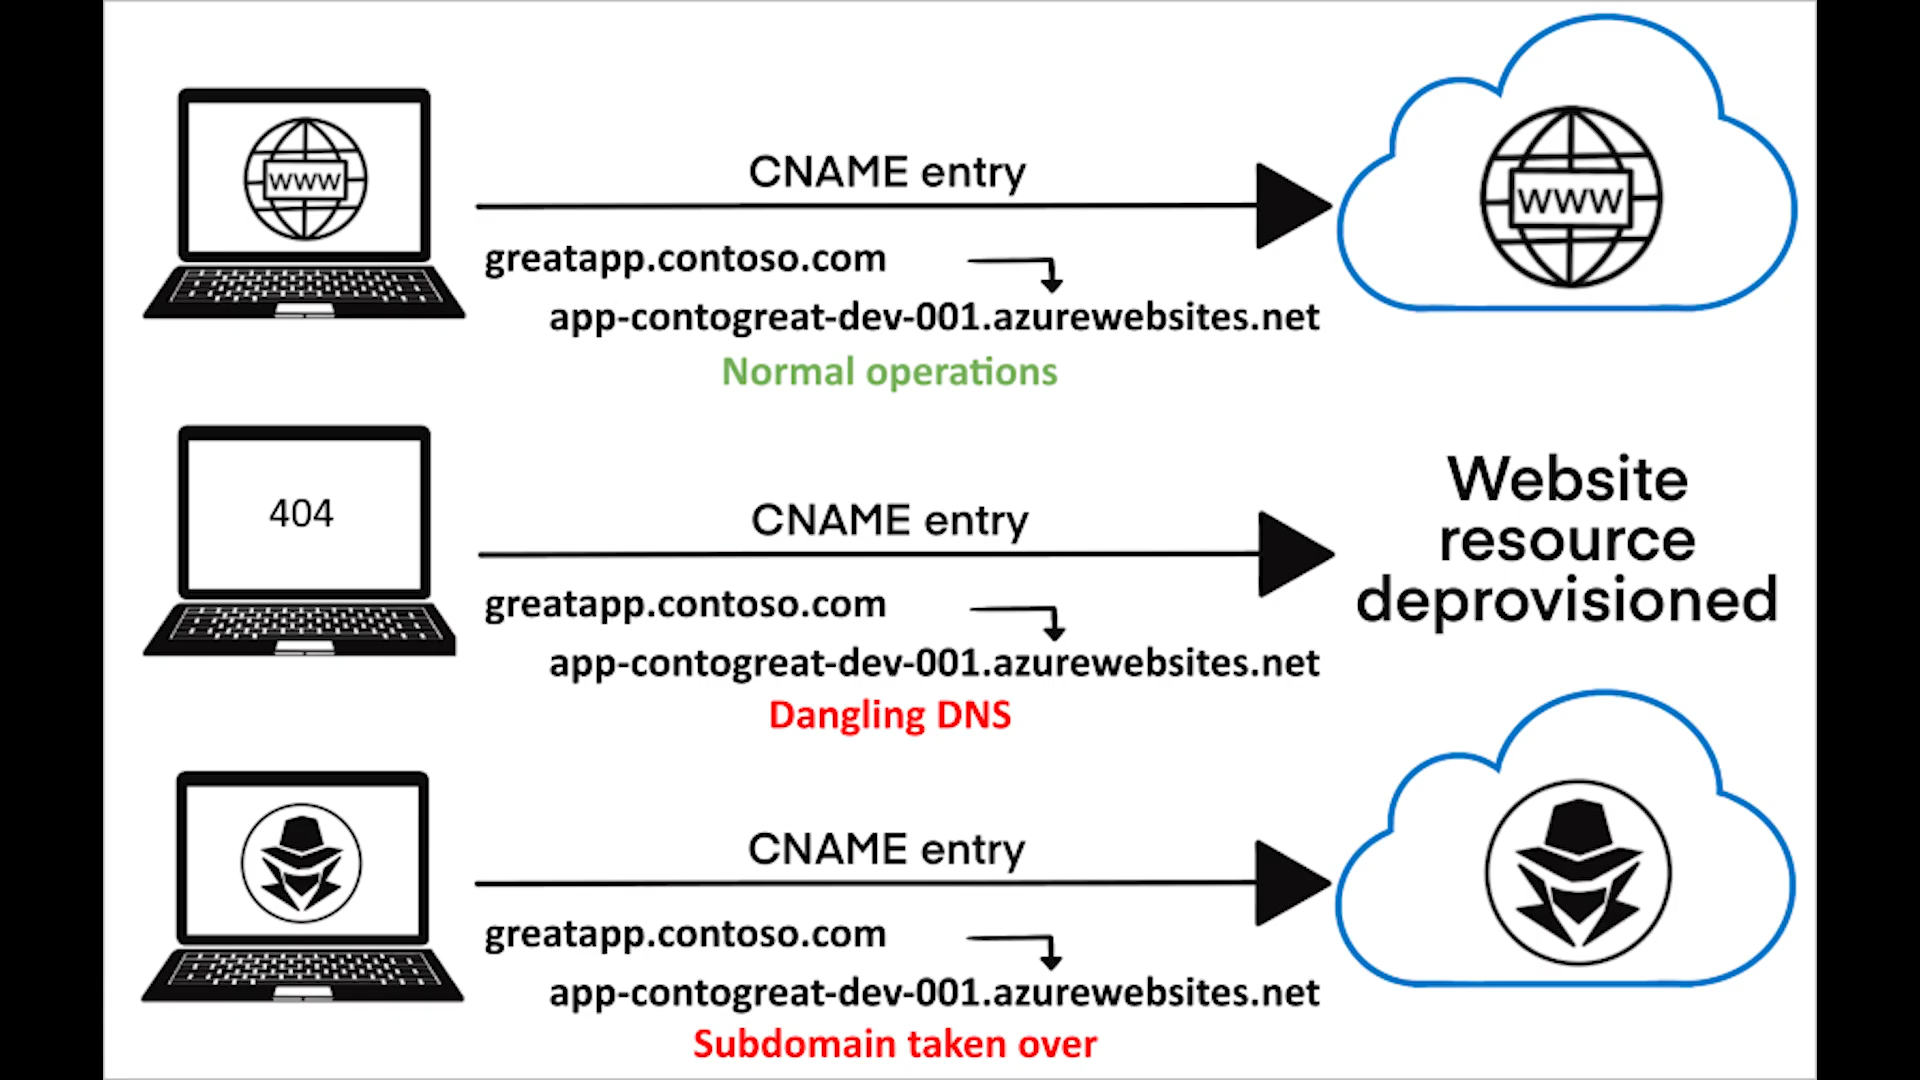 www
CNAME entry
www
greatapp.contoso.com
app-contogreat-dev-001.azurewebsites.net
Normal operations
404
CNAME entry
Website
resource
deprovisioned
greatapp.contoso.com
app-contogreat-dev-001.azurewebsites.net
Dangling DNS
CNAME entry
greatapp.contoso.com
app-contogreat-dev-001.azurewebsites.net
Subdomain taken over